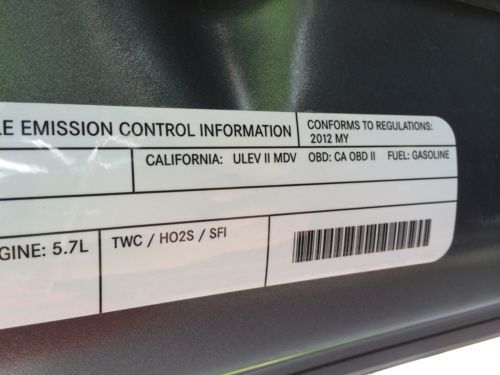 LE EMISSION CONTROL INFORMATION
CONFORMS TO REGULATIONS:
2012 MY
CALIFORNIA: ULEV II MDV OBD: CA OBD II FUEL: GASOLINE
GINE: 5.7L
TWC / HO2S / SFI